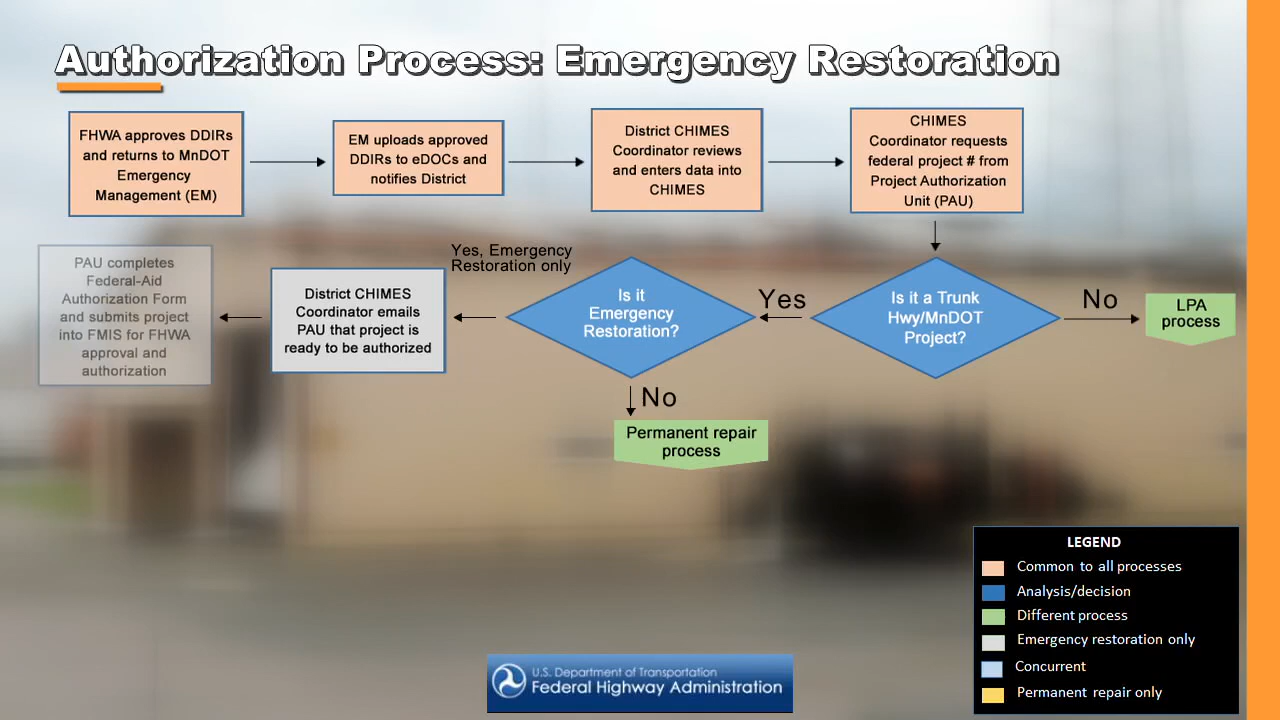 Authorization Process: Emergency Restoration
FHWA approves DDIRs
and returns to MnDOT
Emergency
Management (EM)
EM uploads approved
DDIRs to eDOCs and
notifies District
District CHIMES
Coordinator reviews
and enters data into
CHIMES
CHIMES
Coordinator requests
federal project # from
Project Authorization
Unit (PAU)
Is it a Trunk
Hwy/MnDOT
Project?
No
LPA
process
Yes
Is it
Emergency
Restoration?
No
Permanent repair
process
Yes, Emergency
Restoration only
District CHIMES
Coordinator emails
PAU that project is
ready to be authorized
PAU completes
Federal-Aid
Authorization Form
and submits project
into FMIS for FHWA
approval and
authorization
LEGEND
Common to all processes
Analysis/decision
Different process
Emergency restoration only
Concurrent
Permanent repair only
U.S. Department of Transportation
Federal Highway Administration